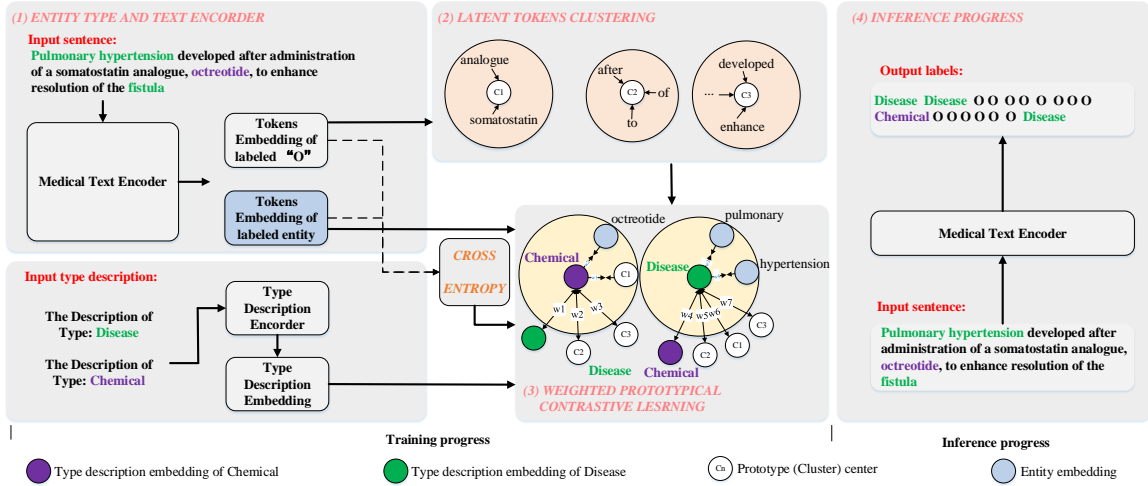 (1) ENTITY TYPE AND TEXT ENCORDER
Input sentence:
Pulmonary hypertension developed after administration
of a somatostatin analogue, octreotide, to enhance
resolution of the fistula
Medical Text Encoder
Tokens
Embedding of
labeled “O”
Tokens
Embedding of
labeled entity
Input type description:
The Description of
Type: Disease
The Description of
Type: Chemical
Type
Description
Encorder
Type
Description
Embedding
CROSS
ENTROPY
(2) LATENT TOKENS CLUSTERING
analogue
C1
somatostatin
after
C2
of
to
developed
...
C3
enhance
octreotide
Chemical
C1
w1
w2
w3
C2
C3
Disease
pulmonary
Disease
hypertension
w4
w5
w6
w7
Chemical
C2
C1
C3
(3) WEIGHTED PROTOTYPICAL
CONTRASTIVE LESRNING
(4) INFERENCE PROGRESS
Output labels:
Disease Disease O O O O O O O O
Chemical O O O O O O Disease
Medical Text Encoder
Input sentence:
Pulmonary hypertension developed after
administration of a somatostatin analogue,
octreotide, to enhance resolution of the
fistula
Training progress
Inference progress
Type description embedding of Chemical
Type description embedding of Disease
Cn
Prototype (Cluster) center
Entity embedding